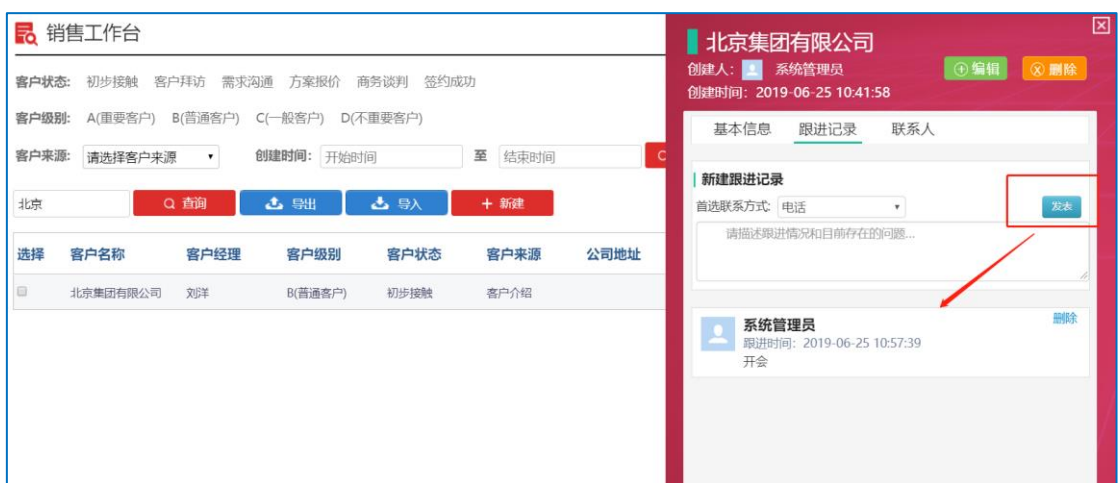 销售工作台
客户状态: 初步接触 客户拜访 需求沟通 方案报价 商务谈判 签约成功
客户级别: A(重要客户) B(普通客户) C(一般客户) D(不重要客户)
客户来源: 请选择客户来源 创建时间: 开始时间 至 结束时间
北京 查询 导出 导入 新建
选择 客户名称 客户经理 客户级别 客户状态 客户来源 公司地址
北京集团有限公司 刘洋 B(普通客户) 初步接触 客户介绍
北京集团有限公司
创建人: 系统管理员 编辑 删除
创建时间: 2019-06-25 10:41:58
基本信息 跟进记录 联系人
新建跟进记录
首选联系方式: 电话 发表
请描述跟进情况和目前存在的问题...
系统管理员 删除
跟进时间: 2019-06-25 10:57:39
开会